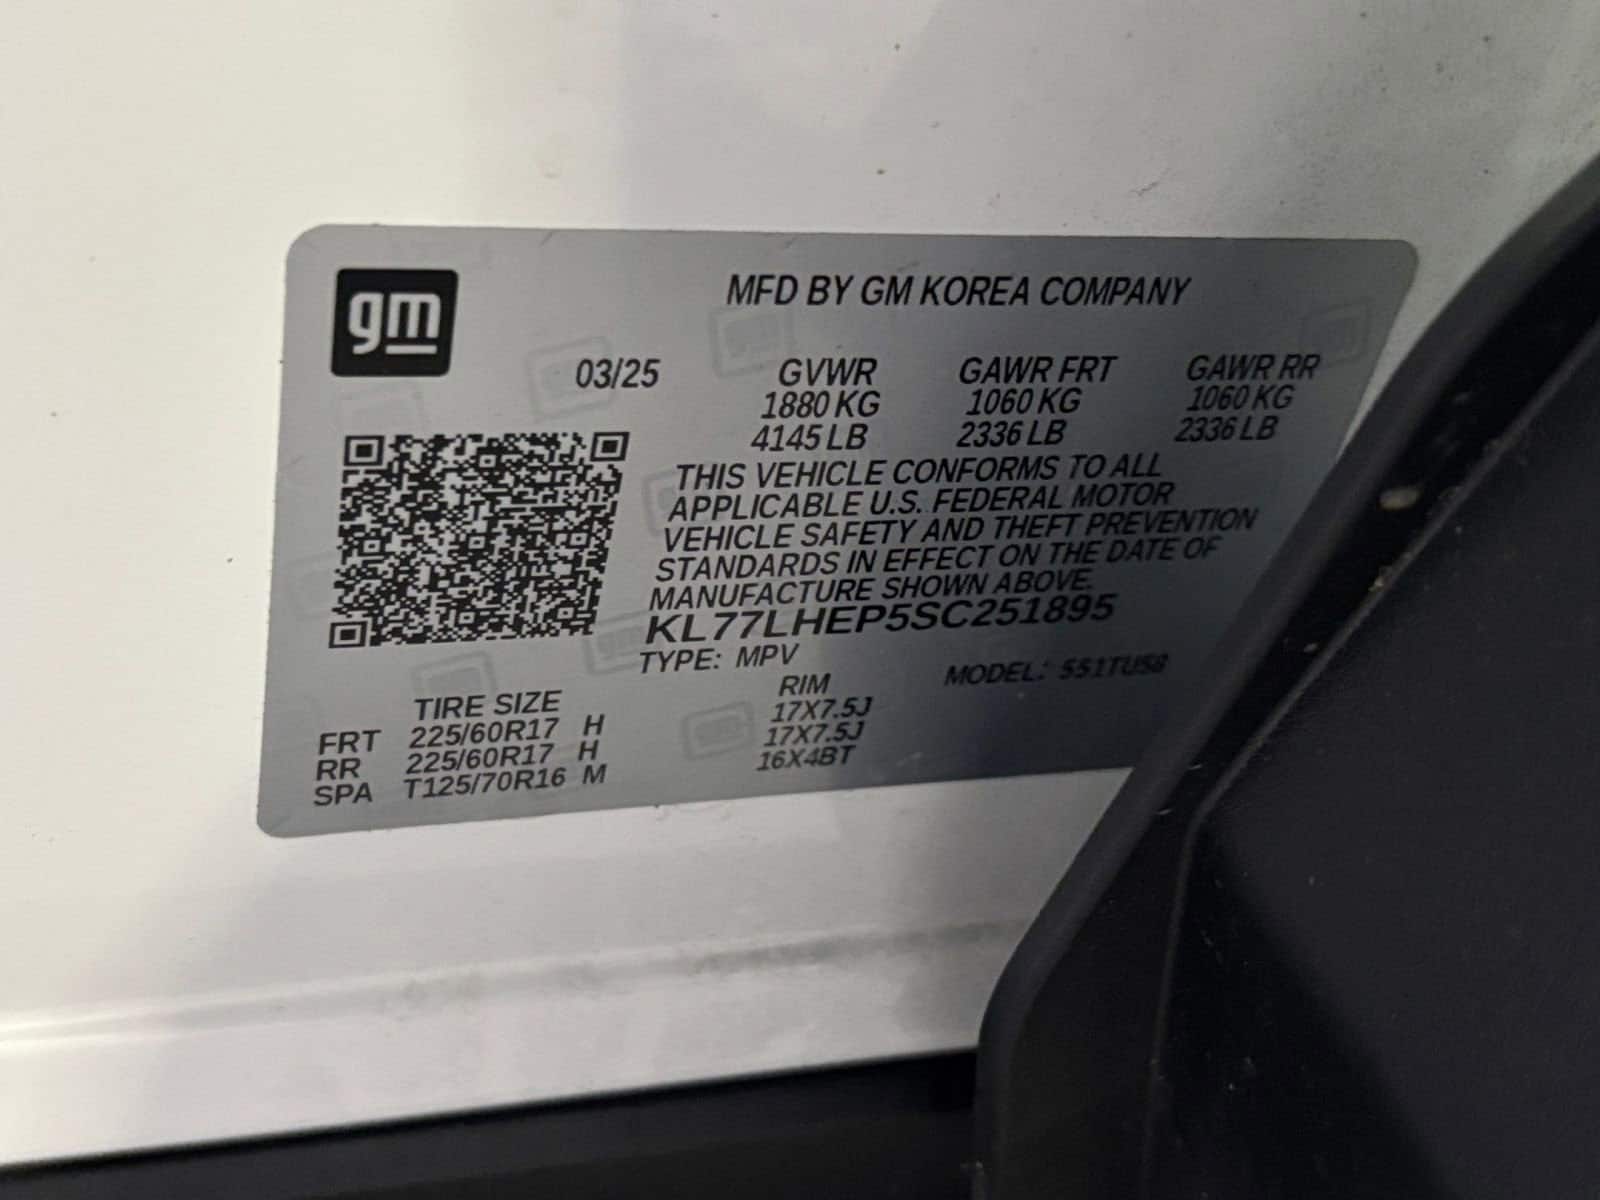 gm
MFD BY GM KOREA COMPANY
03/25 GVWR GAWR FRT GAWR RR
1880 KG 1060 KG 1060 KG
4145 LB 2336 LB 2336 LB
THIS VEHICLE CONFORMS TO ALL
APPLICABLE U.S. FEDERAL MOTOR
VEHICLE SAFETY AND THEFT PREVENTION
STANDARDS IN EFFECT ON THE DATE OF
MANUFACTURE SHOWN ABOVE.
KL77LHEP5SC251895
TYPE: MPV MODEL: 551TU58
TIRE SIZE RIM
FRT 225/60R17 H 17X7.5J
RR 225/60R17 H 17X7.5J
SPA T125/70R16 M 16X4BT